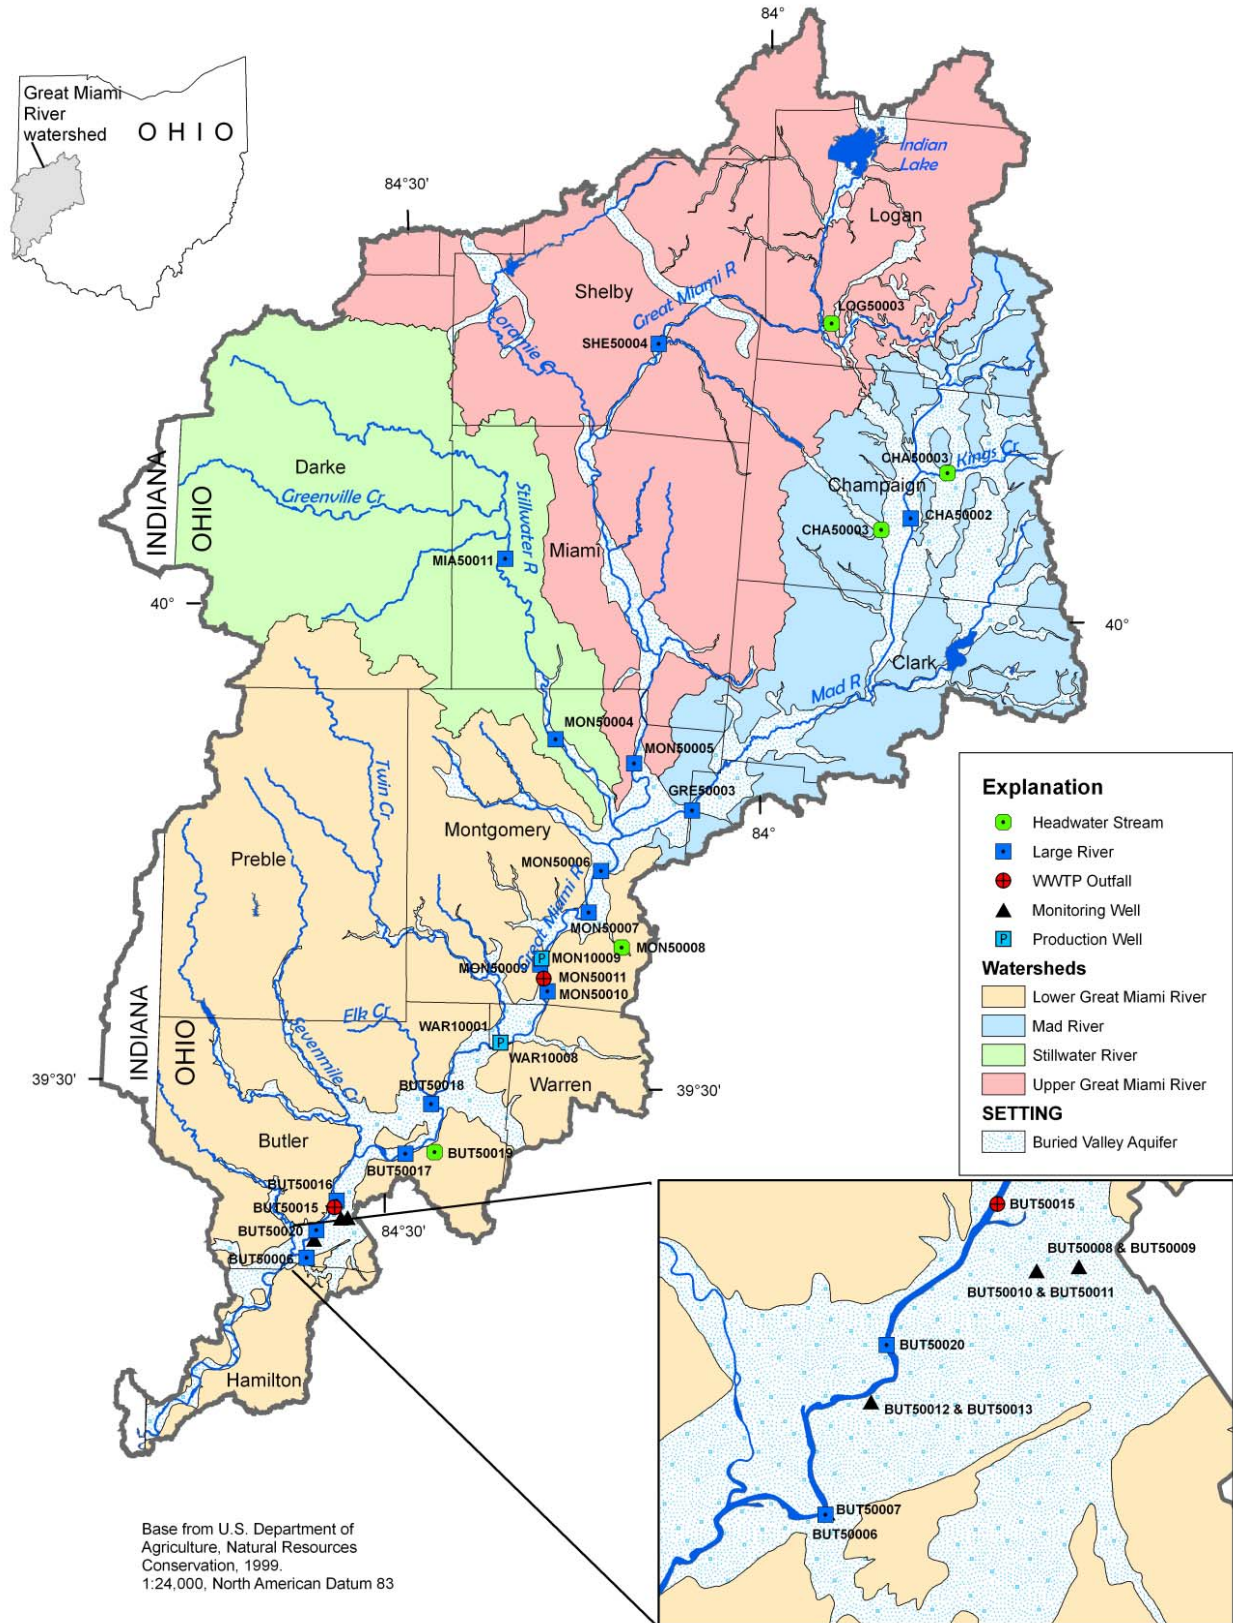 84°
Great Miami
River
watershed
OHIO
Indian
Lake
84°30'
Logan
Shelby
Great Miami R
LOG50003
SHE50004
Loramie Cr
INDIANA
OHIO
Darke
Greenville Cr
Stillwater R
CHA50003
Kings Cr
Champaign
CHA50002
CHA50003
Miami
MIA50011
40°
40°
Clark
Mad R
MON50004
MON50005
GRE50003
84°
Twin Cr
Montgomery
Preble
MON50006
Great Miami R
MON50007
MON50008
MON10009
MON50009
MON50011
MON50010
Elk Cr
Sevenmile Cr
WAR10001
WAR10008
INDIANA
OHIO
39°30'
39°30'
Warren
BUT50018
Butler
BUT50019
BUT50017
BUT50016
BUT50015
84°30'
BUT50020
BUT50006
Hamilton
Explanation
Headwater Stream
Large River
WWTP Outfall
Monitoring Well
P Production Well
Watersheds
Lower Great Miami River
Mad River
Stillwater River
Upper Great Miami River
SETTING
Buried Valley Aquifer
BUT50015
BUT50008 & BUT50009
BUT50010 & BUT50011
BUT50020
BUT50012 & BUT50013
BUT50007
BUT50006
Base from U.S. Department of
Agriculture, Natural Resources
Conservation, 1999.
1:24,000, North American Datum 83